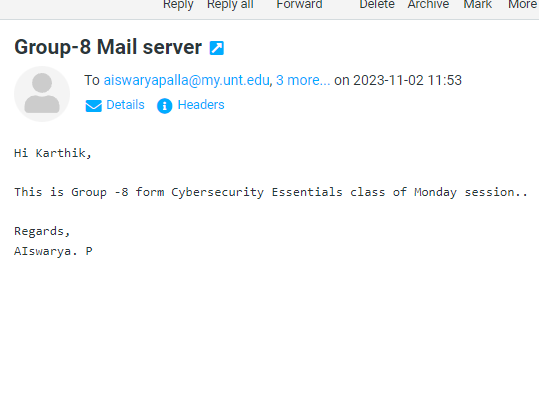 Reply Reply all Forward Delete Archive Mark More
Group-8 Mail server
To aiswaryapalla@my.unt.edu, 3 more... on 2023-11-02 11:53
Details Headers
Hi Karthik,
This is Group -8 form Cybersecurity Essentials class of Monday session..
Regards,
AIswarya. P